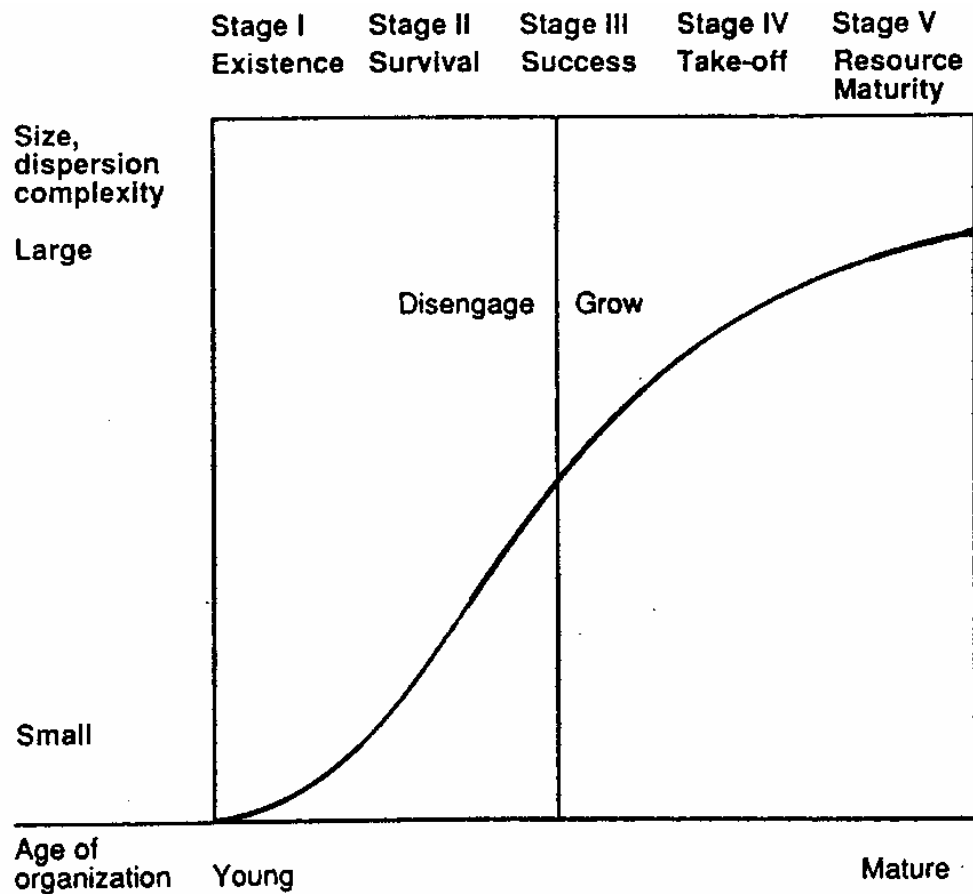 Stage I Stage II Stage III Stage IV Stage V
Existence Survival Success Take-off Resource
Maturity
Size,
dispersion
complexity
Large
Disengage Grow
Small
Age of
organization Young Mature